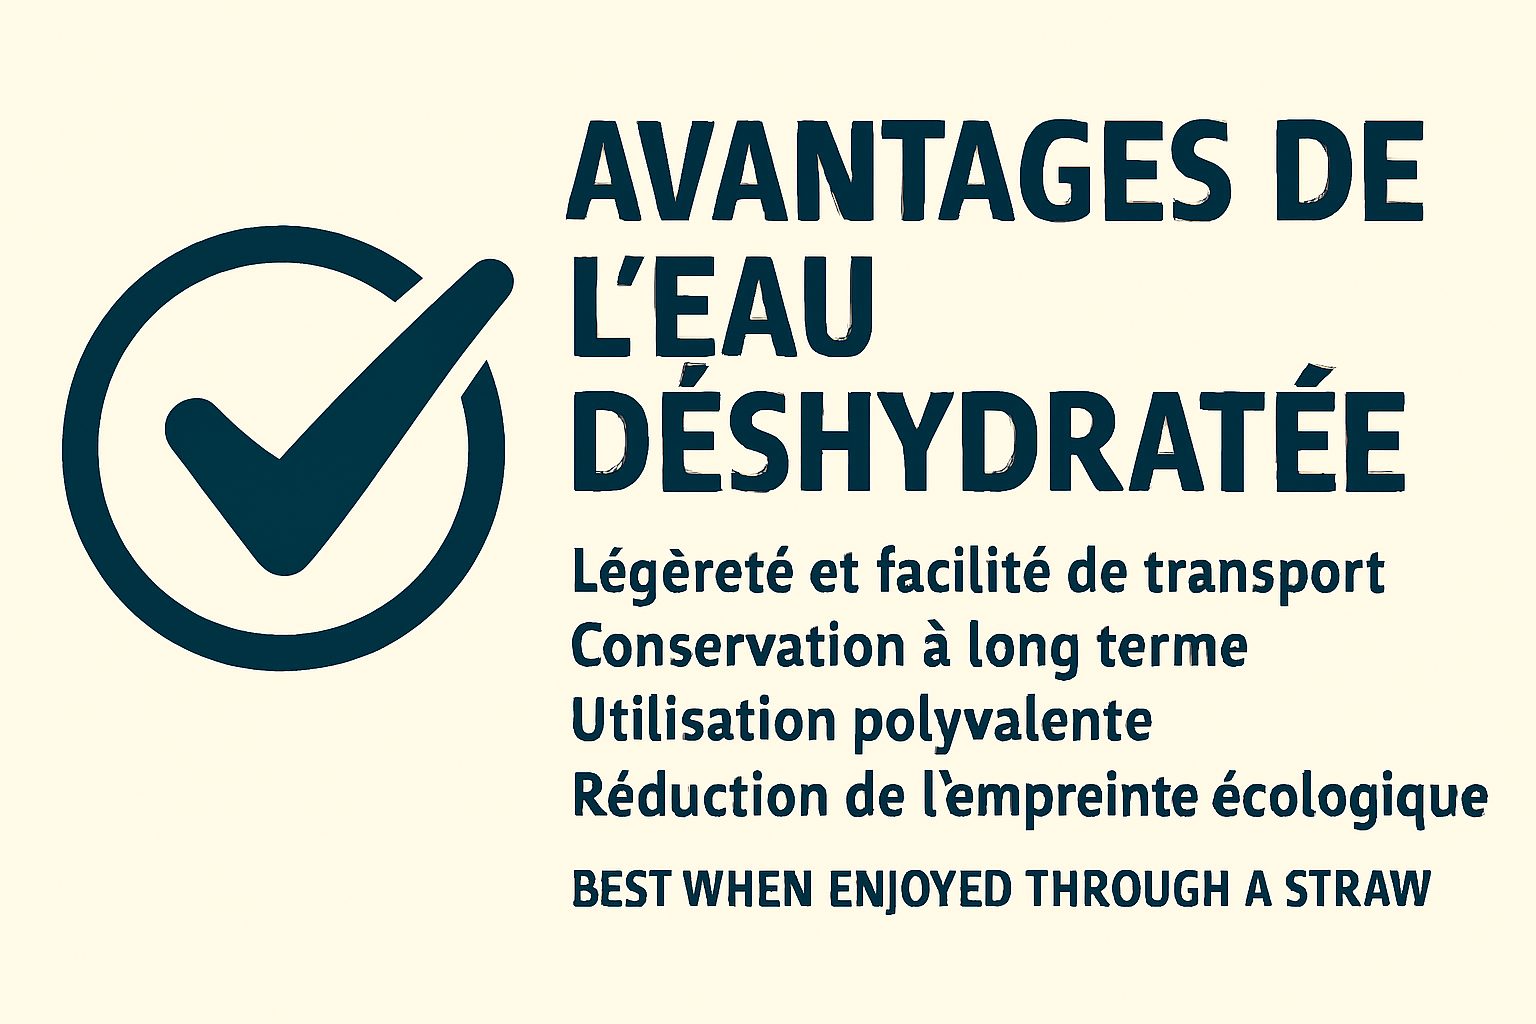 AVANTAGES DE
L’EAU
DÉSHYDRATÉE
Légèreté et facilité de transport
Conservation à long terme
Utilisation polyvalente
Réduction de l‵empreinte écologique
BEST WHEN ENJOYED THROUGH A STRAW